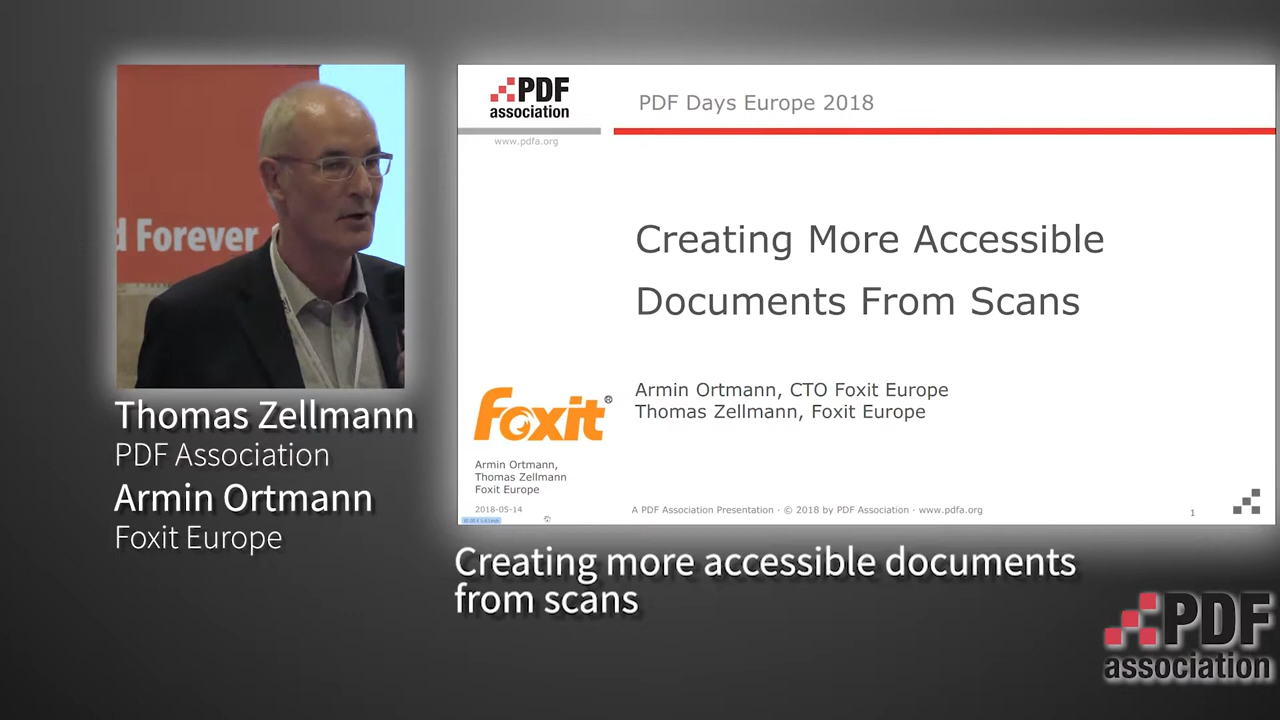 d Forever
Thomas Zellmann
PDF Association
Armin Ortmann
Foxit Europe
PDF
association
www.pdfa.org
PDF Days Europe 2018
Creating More Accessible
Documents From Scans
Armin Ortmann, CTO Foxit Europe
Thomas Zellmann, Foxit Europe
foxit®
Armin Ortmann,
Thomas Zellmann
Foxit Europe
2018-05-14
A PDF Association Presentation · © 2018 by PDF Association · www.pdfa.org
1
Creating more accessible documents
from scans
PDF
association